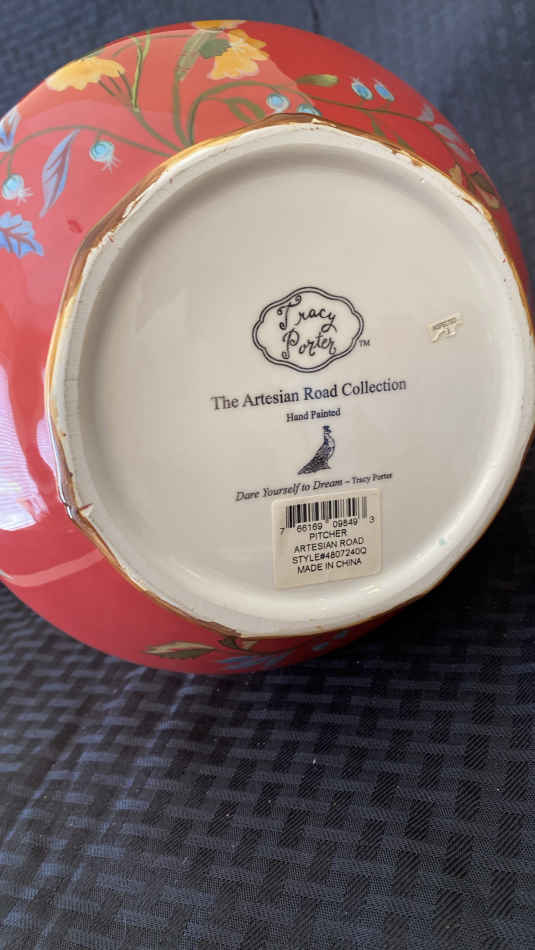 Tracy
Porter
TM
The Artesian Road Collection
Hand Painted
Dare Yourself to Dream ~ Tracy Porter
7 66169 09849 3
PITCHER
ARTESIAN ROAD
STYLE#4807240Q
MADE IN CHINA